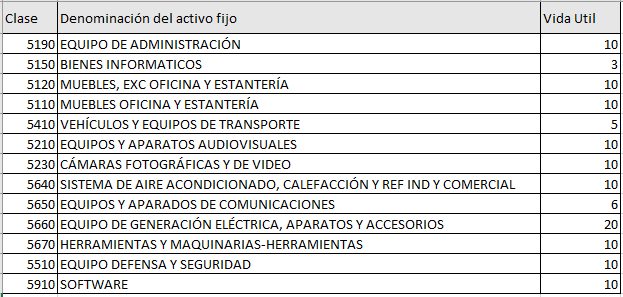 Clase Denominación del activo fijo Vida Util
5190 EQUIPO DE ADMINISTRACIÓN 10
5150 BIENES INFORMATICOS 3
5120 MUEBLES, EXC OFICINA Y ESTANTERÍA 10
5110 MUEBLES OFICINA Y ESTANTERÍA 10
5410 VEHÍCULOS Y EQUIPOS DE TRANSPORTE 5
5210 EQUIPOS Y APARATOS AUDIOVISUALES 10
5230 CÁMARAS FOTOGRÁFICAS Y DE VIDEO 10
5640 SISTEMA DE AIRE ACONDICIONADO, CALEFACCIÓN Y REF IND Y COMERCIAL 10
5650 EQUIPOS Y APARADOS DE COMUNICACIONES 6
5660 EQUIPO DE GENERACIÓN ELÉCTRICA, APARATOS Y ACCESORIOS 20
5670 HERRAMIENTAS Y MAQUINARIAS-HERRAMIENTAS 10
5510 EQUIPO DEFENSA Y SEGURIDAD 10
5910 SOFTWARE 10